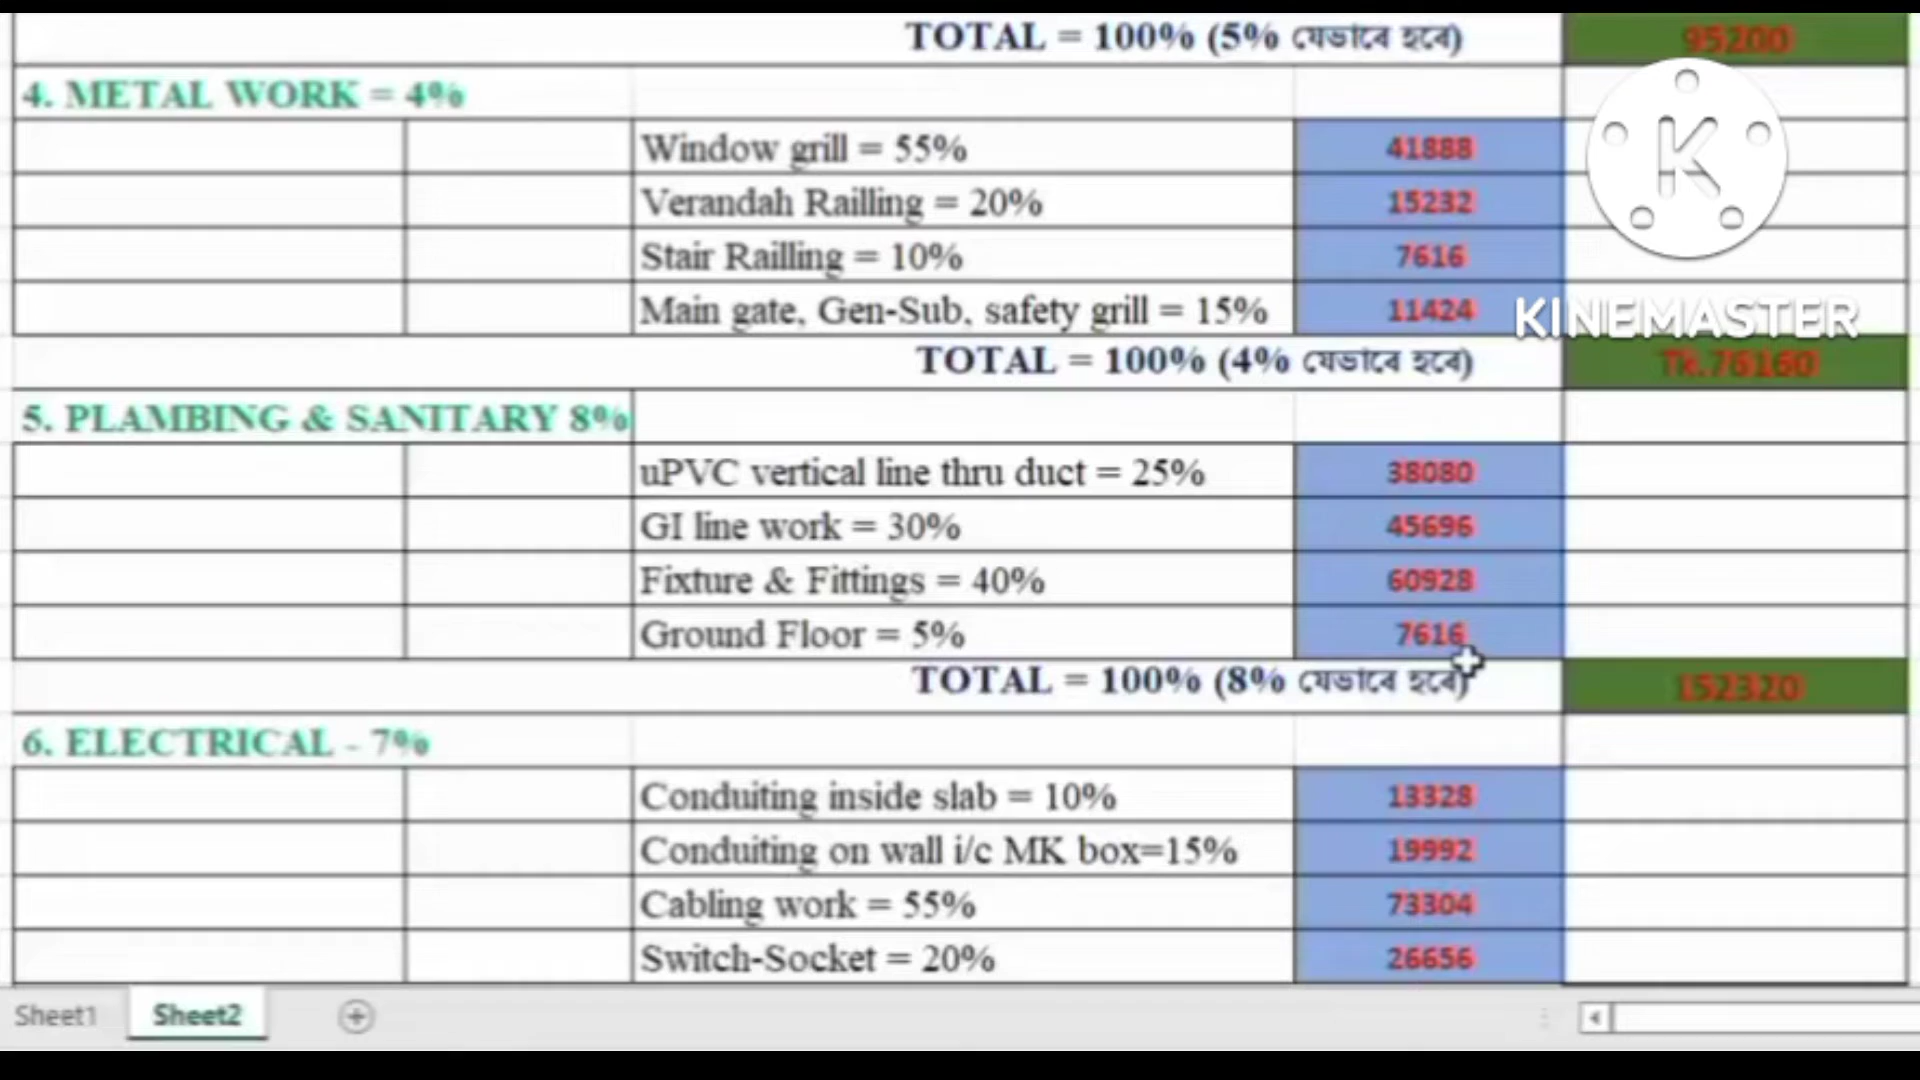 TOTAL = 100% (5% যেভাবে হবে) 95200
4. METAL WORK = 4%
Window grill = 55% 41888
Verandah Railling = 20% 15232
Stair Railling = 10% 7616
Main gate, Gen-Sub, safety grill = 15% 11424
KINEMASTER
TOTAL = 100% (4% যেভাবে হবে) Tk.76160
5. PLAMBING & SANITARY 8%
uPVC vertical line thru duct = 25% 38080
GI line work = 30% 45696
Fixture & Fittings = 40% 60928
Ground Floor = 5% 7616
TOTAL = 100% (8% যেভাবে হবে) 152320
6. ELECTRICAL - 7%
Conduiting inside slab = 10% 13328
Conduiting on wall i/c MK box=15% 19992
Cabling work = 55% 73304
Switch-Socket = 20% 26656
Sheet1 Sheet2